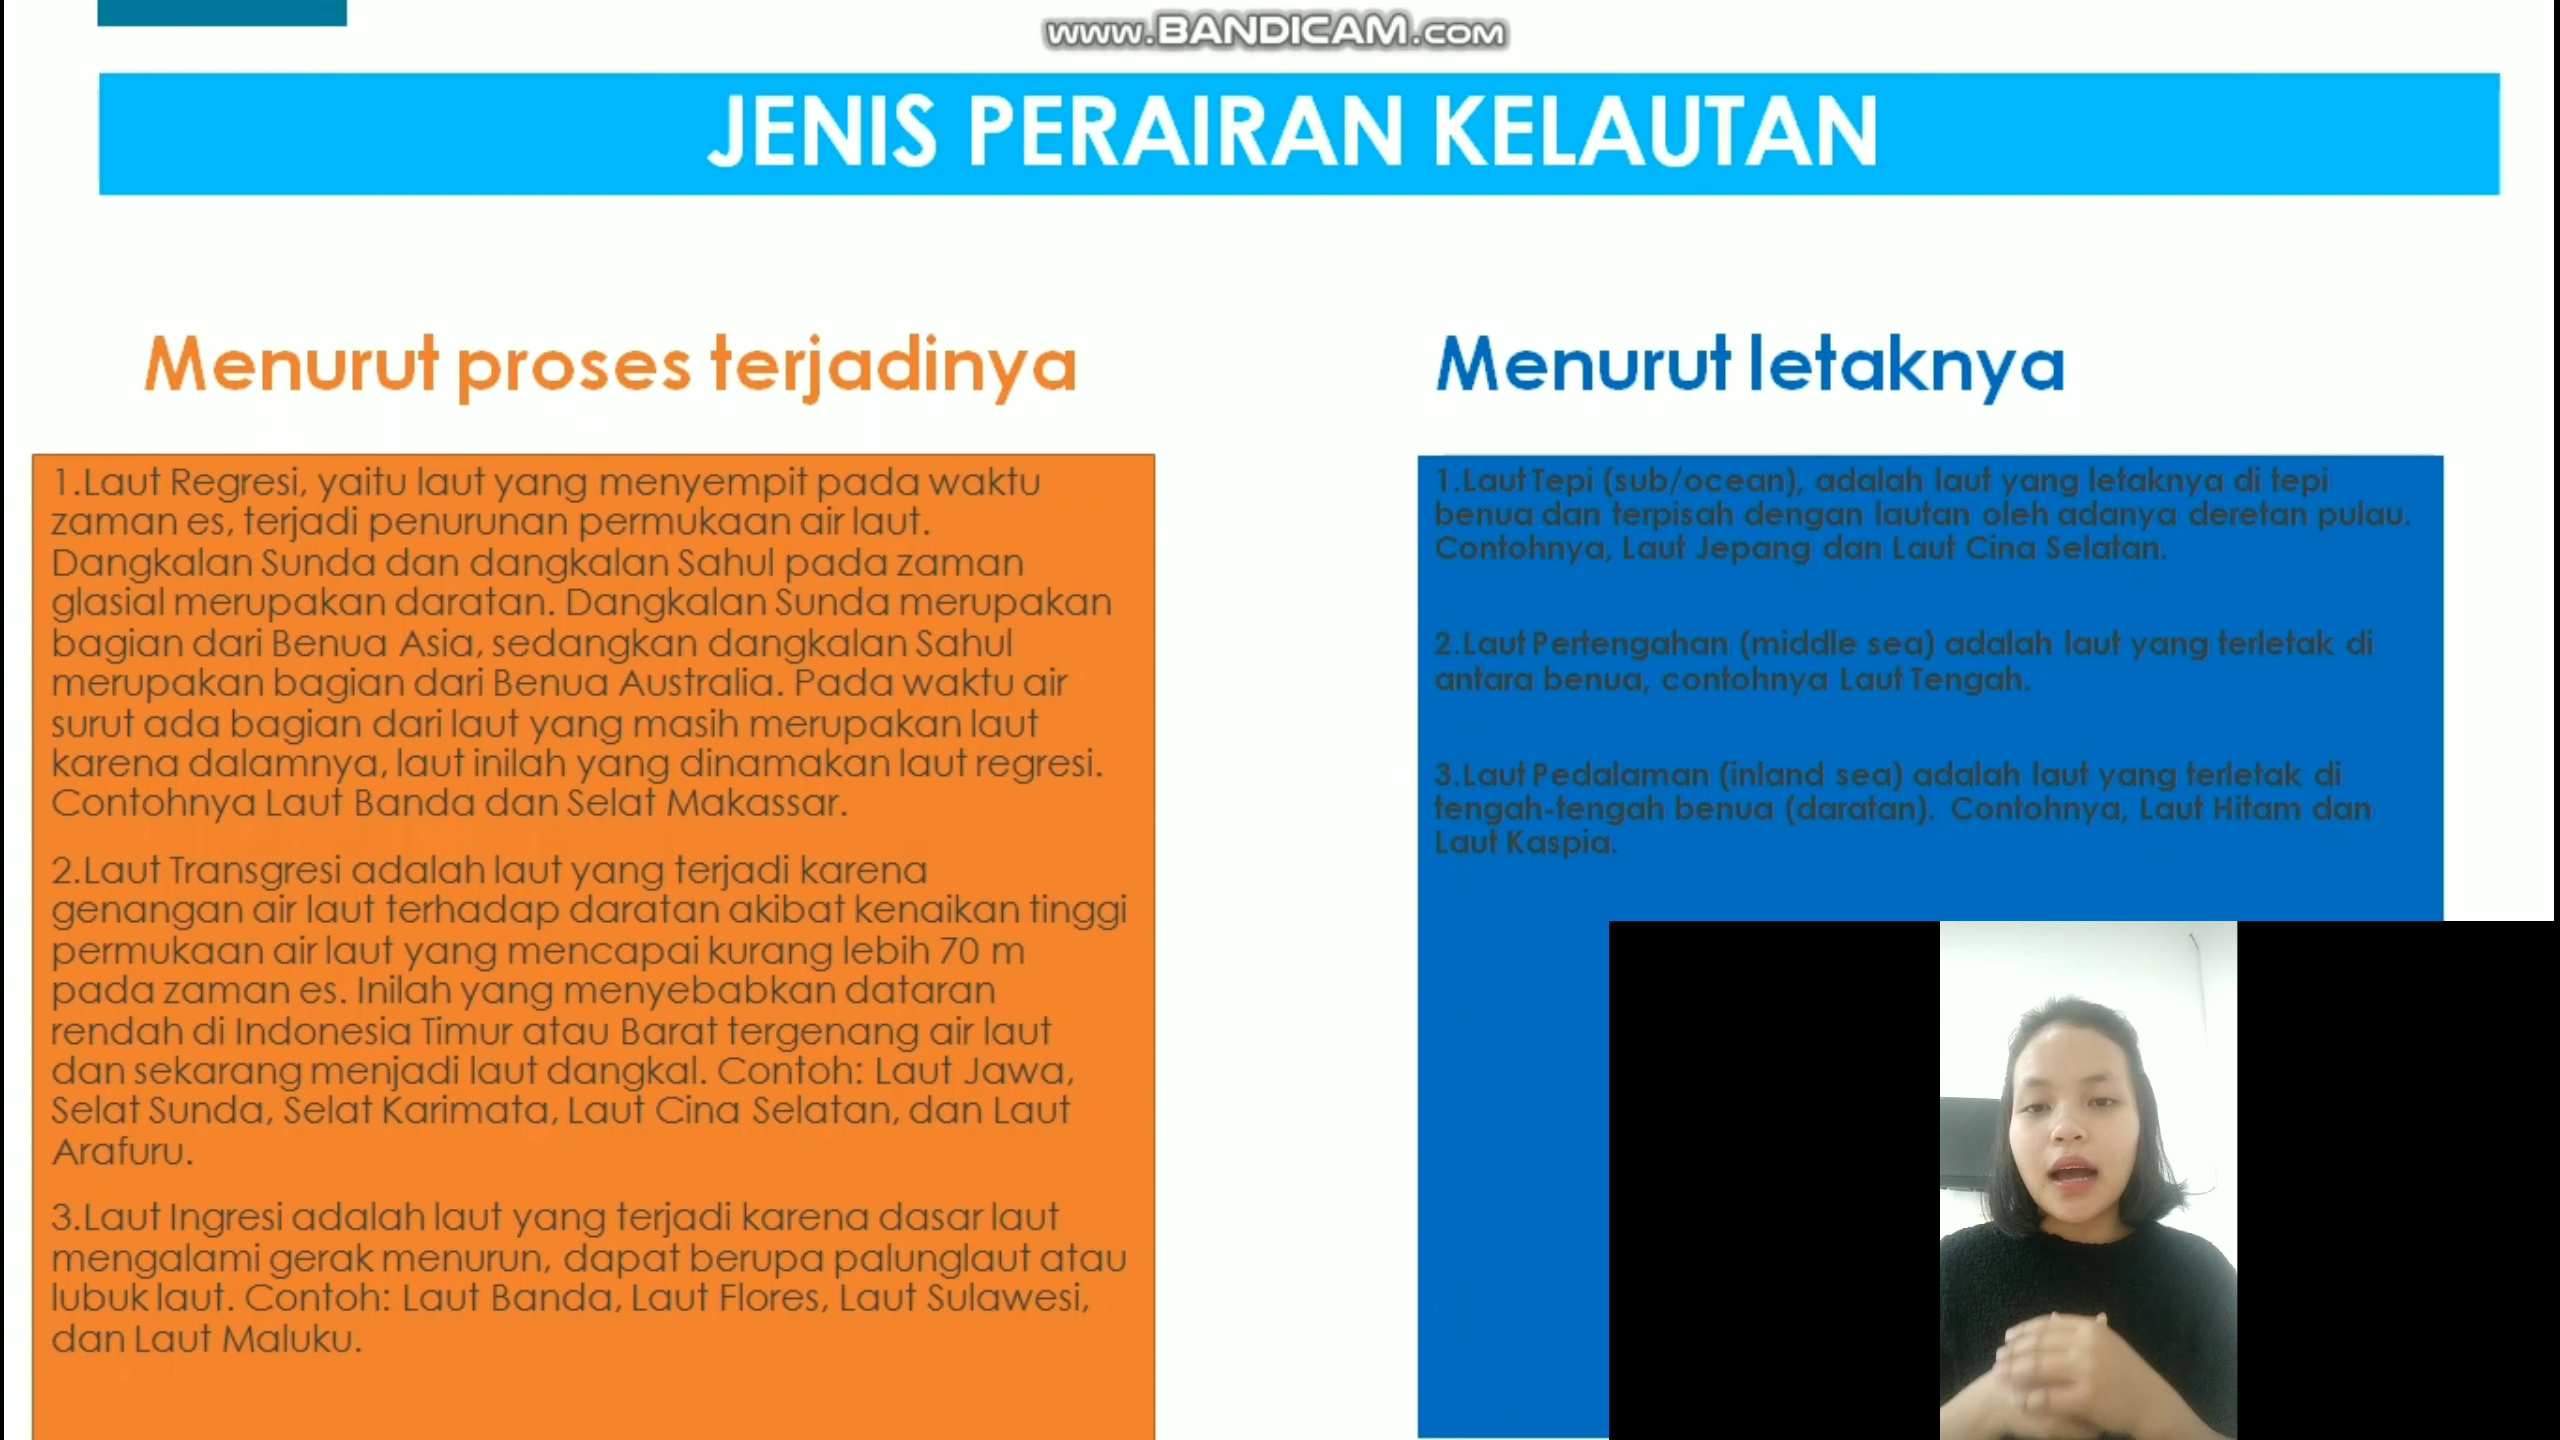 www.BANDICAM.com
JENIS PERAIRAN KELAUTAN
Menurut proses terjadinya
1.Laut Regresi, yaitu laut yang menyempit pada waktu
zaman es, terjadi penurunan permukaan air laut.
Dangkalan Sunda dan dangkalan Sahul pada zaman
glasial merupakan daratan. Dangkalan Sunda merupakan
bagian dari Benua Asia, sedangkan dangkalan Sahul
merupakan bagian dari Benua Australia. Pada waktu air
surut ada bagian dari laut yang masih merupakan laut
karena dalamnya, laut inilah yang dinamakan laut regresi.
Contohnya Laut Banda dan Selat Makassar.
2.Laut Transgresi adalah laut yang terjadi karena
genangan air laut terhadap daratan akibat kenaikan tinggi
permukaan air laut yang mencapai kurang lebih 70 m
pada zaman es. Inilah yang menyebabkan dataran
rendah di Indonesia Timur atau Barat tergenang air laut
dan sekarang menjadi laut dangkal. Contoh: Laut Jawa,
Selat Sunda, Selat Karimata, Laut Cina Selatan, dan Laut
Arafuru.
3.Laut Ingresi adalah laut yang terjadi karena dasar laut
mengalami gerak menurun, dapat berupa palunglaut atau
lubuk laut. Contoh: Laut Banda, Laut Flores, Laut Sulawesi,
dan Laut Maluku.
Menurut letaknya
1.Laut Tepi (sub/ocean), adalah laut yang letaknya di tepi
benua dan terpisah dengan lautan oleh adanya deretan pulau.
Contohnya, Laut Jepang dan Laut Cina Selatan.
2.Laut Pertengahan (middle sea) adalah laut yang terletak di
antara benua, contohnya Laut Tengah.
3.Laut Pedalaman (inland sea) adalah laut yang terletak di
tengah-tengah benua (daratan). Contohnya, Laut Hitam dan
Laut Kaspia.